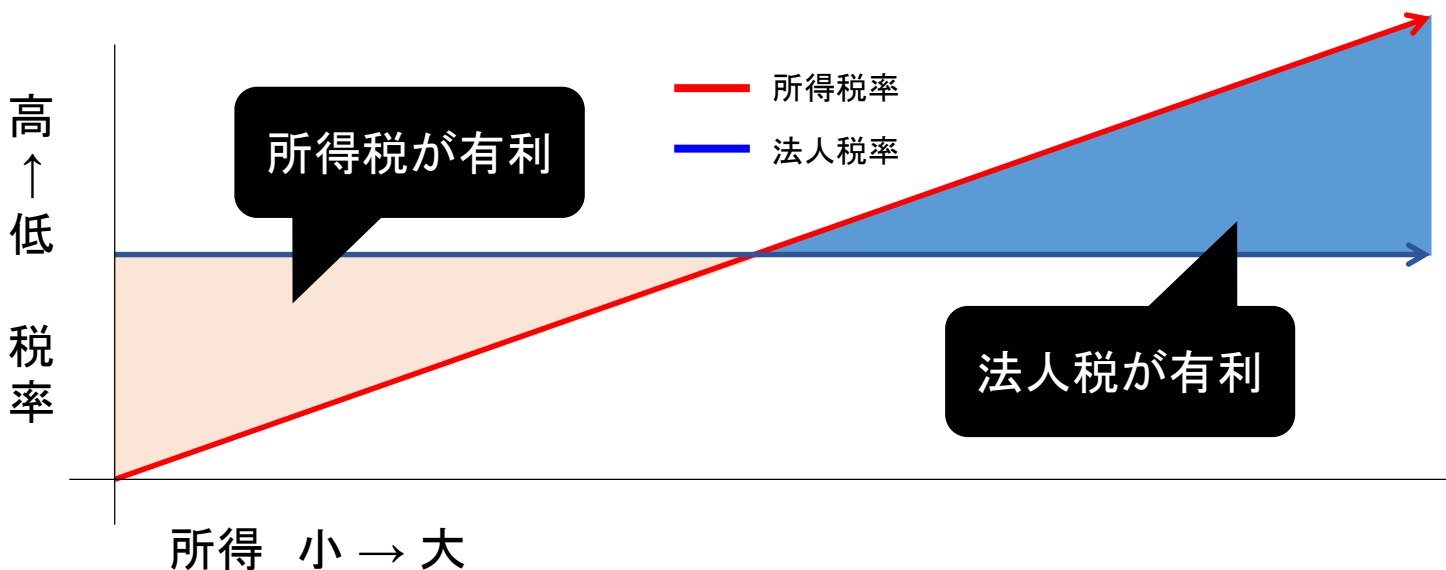 高
↑
低
税
率
所得税が有利
所得税率
法人税率
法人税が有利
所得 小 → 大